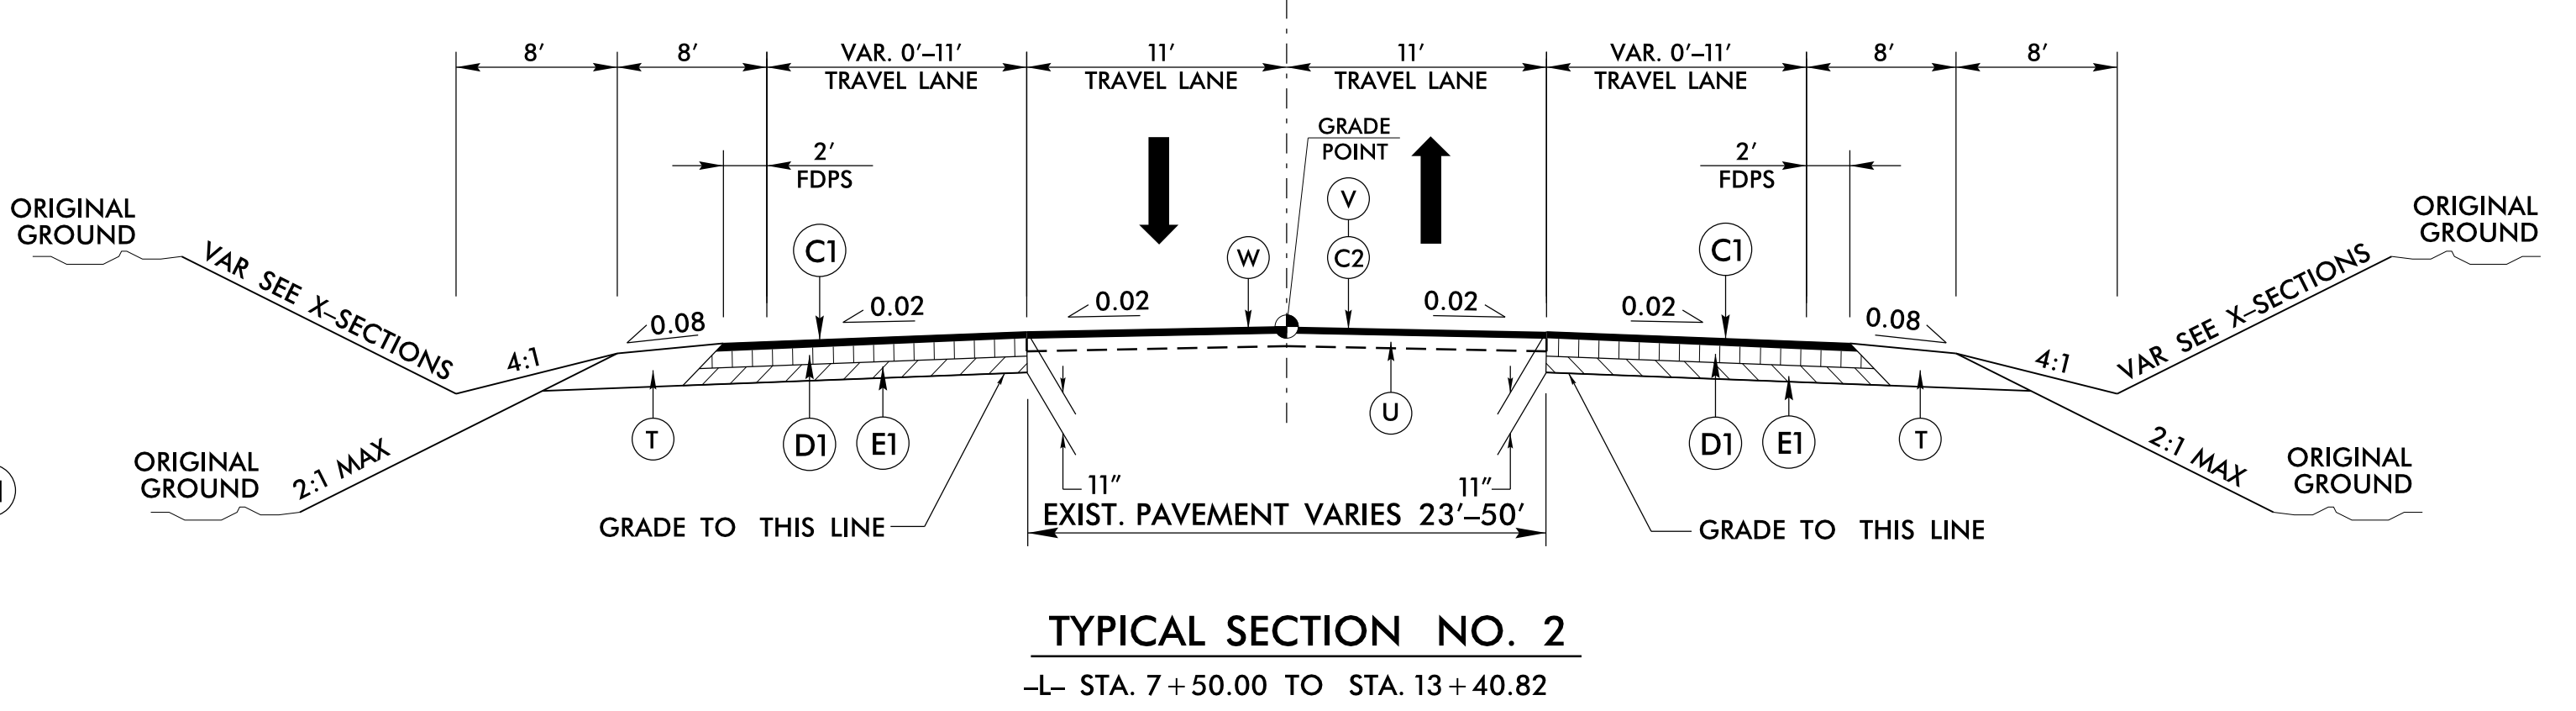 8' 8' VAR. 0'–11' 11' 11' VAR. 0'–11' 8' 8'
TRAVEL LANE TRAVEL LANE TRAVEL LANE TRAVEL LANE
GRADE
POINT
2'
FDPS
2'
FDPS
V
ORIGINAL
GROUND
ORIGINAL
GROUND
C1 W C2 C1
VAR SEE X–SECTIONS
VAR SEE X–SECTIONS
0.08 0.02 0.02 0.02 0.02 0.08
4:1 4:1
U
T D1 E1 D1 E1 T
2:1 MAX
2:1 MAX
ORIGINAL
GROUND
ORIGINAL
GROUND
11" 11"
EXIST. PAVEMENT VARIES 23'–50'
GRADE TO THIS LINE GRADE TO THIS LINE
TYPICAL SECTION NO. 2
–L– STA. 7+50.00 TO STA. 13+40.82